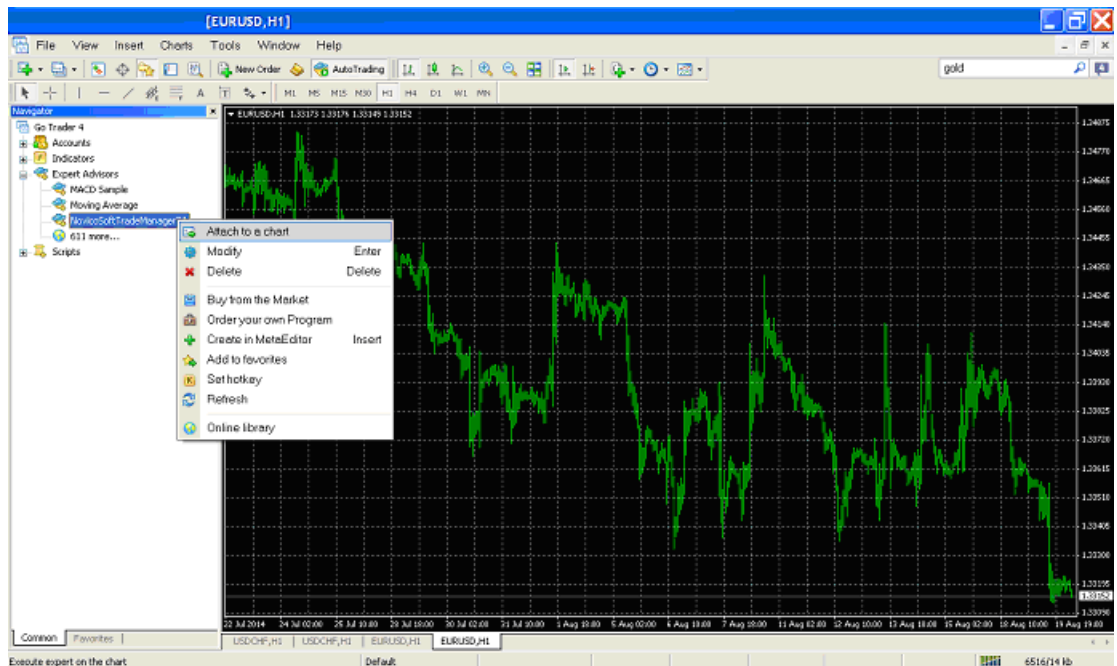 [EURUSD,H1]
File View Insert Charts Tools Window Help
New Order AutoTrading gold
A T M1 M5 M15 M30 H1 H4 D1 W1 MN
Navigator
Go Trader 4
Accounts
Indicators
Expert Advisors
MACD Sample
Moving Average
611 more...
Scripts
Attach to a chart
Modify Enter
Delete Delete
Buy from the Market
Order your own Program
Create in MetaEditor Insert
Add to favorites
Set hotkey
Refresh
Online library
EURUSD,H1 1.33173 1.33176 1.33149 1.33152
1.34875
1.34770
1.34665
1.34560
1.34455
1.34350
1.34245
1.34140
1.34035
1.33930
1.33825
1.33720
1.33615
1.33510
1.33405
1.33300
1.33195
1.33152
1.33090
22 Jul 2014 24 Jul 02:00 25 Jul 10:00 28 Jul 18:00 30 Jul 02:00 31 Jul 10:00 1 Aug 18:00 5 Aug 02:00 6 Aug 10:00 7 Aug 18:00 11 Aug 02:00 12 Aug 10:00 13 Aug 18:00 15 Aug 02:00 18 Aug 10:00 19 Aug 18:00
Common Favorites
USDCHF,H1 USDCHF,H1 EURUSD,H1 EURUSD,H1
Execute expert on the chart Default 6516/14 kb